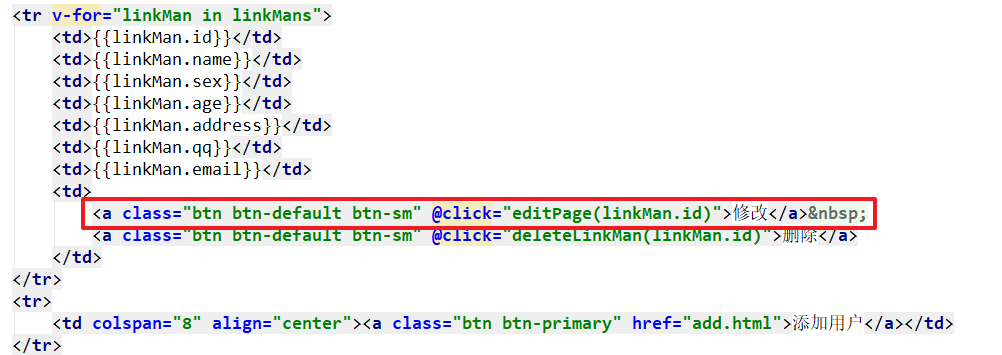 <tr v-for="linkMan in linkMans">
<td>{{linkMan.id}}</td>
<td>{{linkMan.name}}</td>
<td>{{linkMan.sex}}</td>
<td>{{linkMan.age}}</td>
<td>{{linkMan.address}}</td>
<td>{{linkMan.qq}}</td>
<td>{{linkMan.email}}</td>
<td>
<a class="btn btn-default btn-sm" @click="editPage(linkMan.id)">修改</a>&nbsp;
<a class="btn btn-default btn-sm" @click="deleteLinkMan(linkMan.id)">删除</a>
</td>
</tr>
<tr>
<td colspan="8" align="center"><a class="btn btn-primary" href="add.html">添加用户</a></td>
</tr>